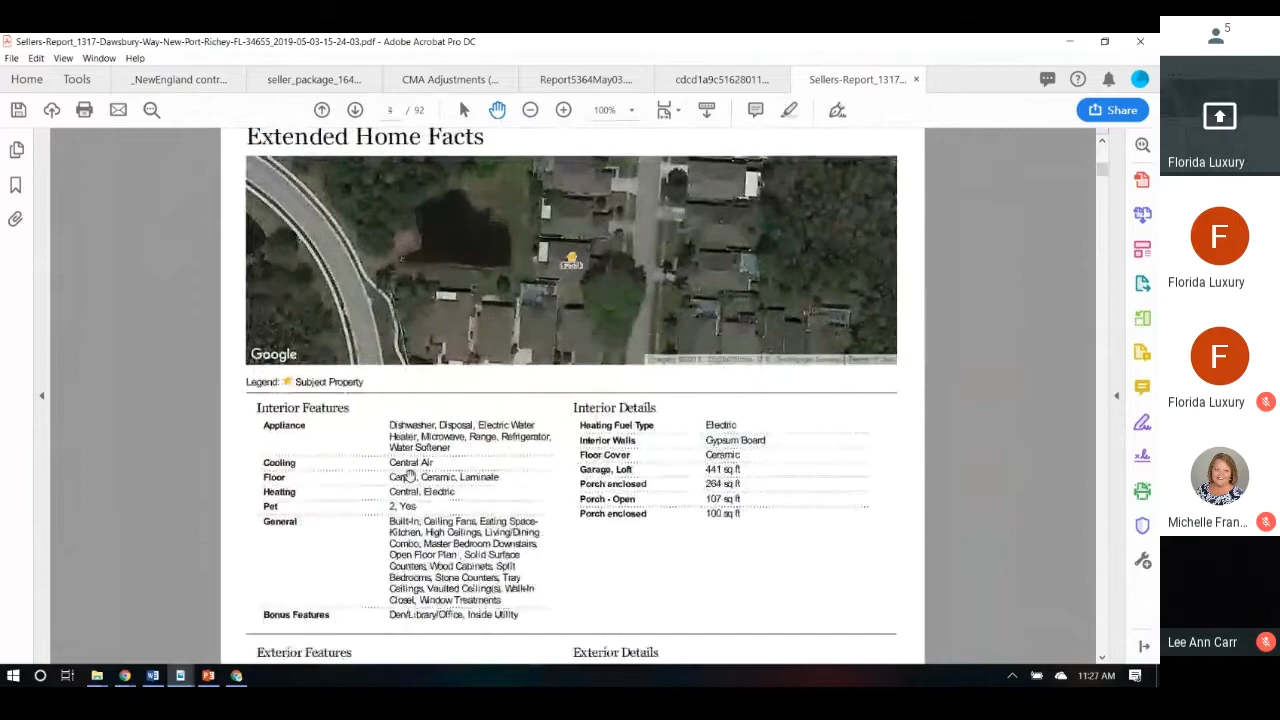 Sellers-Report_1317-Dawsbury-Way-New-Port-Richey-FL-34655_2019-05-03-15-24-03.pdf - Adobe Acrobat Pro DC
File Edit View Window Help
Home Tools _NewEngland contr... seller_package_164... CMA Adjustments (... Report5364May03.... cdcd1a9c51628011... Sellers-Report_1317... ×
4 / 92 100% Share
Extended Home Facts
Google
Legend: Subject Property
Interior Features
Appliance Dishwasher, Disposal, Electric Water
Heater, Microwave, Range, Refrigerator,
Water Softener
Cooling Central Air
Floor Ceramic, Laminate
Heating Central, Electric
Pet 2, Yes
General Built-In, Ceiling Fans, Eating Space-
Kitchen, High Ceilings, Living/Dining
Combo, Master Bedroom Downstairs,
Open Floor Plan , Solid Surface
Counters, Wood Cabinets, Split
Bedrooms, Stone Counters, Tray
Ceilings, Vaulted Ceiling(s), Walk-In
Closet, Window Treatments
Bonus Features Den/Library/Office, Inside Utility
Interior Details
Heating Fuel Type Electric
Interior Walls Gypsum Board
Floor Cover Ceramic
Garage, Loft 441 sq ft
Porch enclosed 264 sq ft
Porch - Open 107 sq ft
Porch enclosed 100 sq ft
Exterior Features
Exterior Details
11:27 AM
5
Florida Luxury
F
Florida Luxury
F
Florida Luxury
Michelle Fran...
Lee Ann Carr